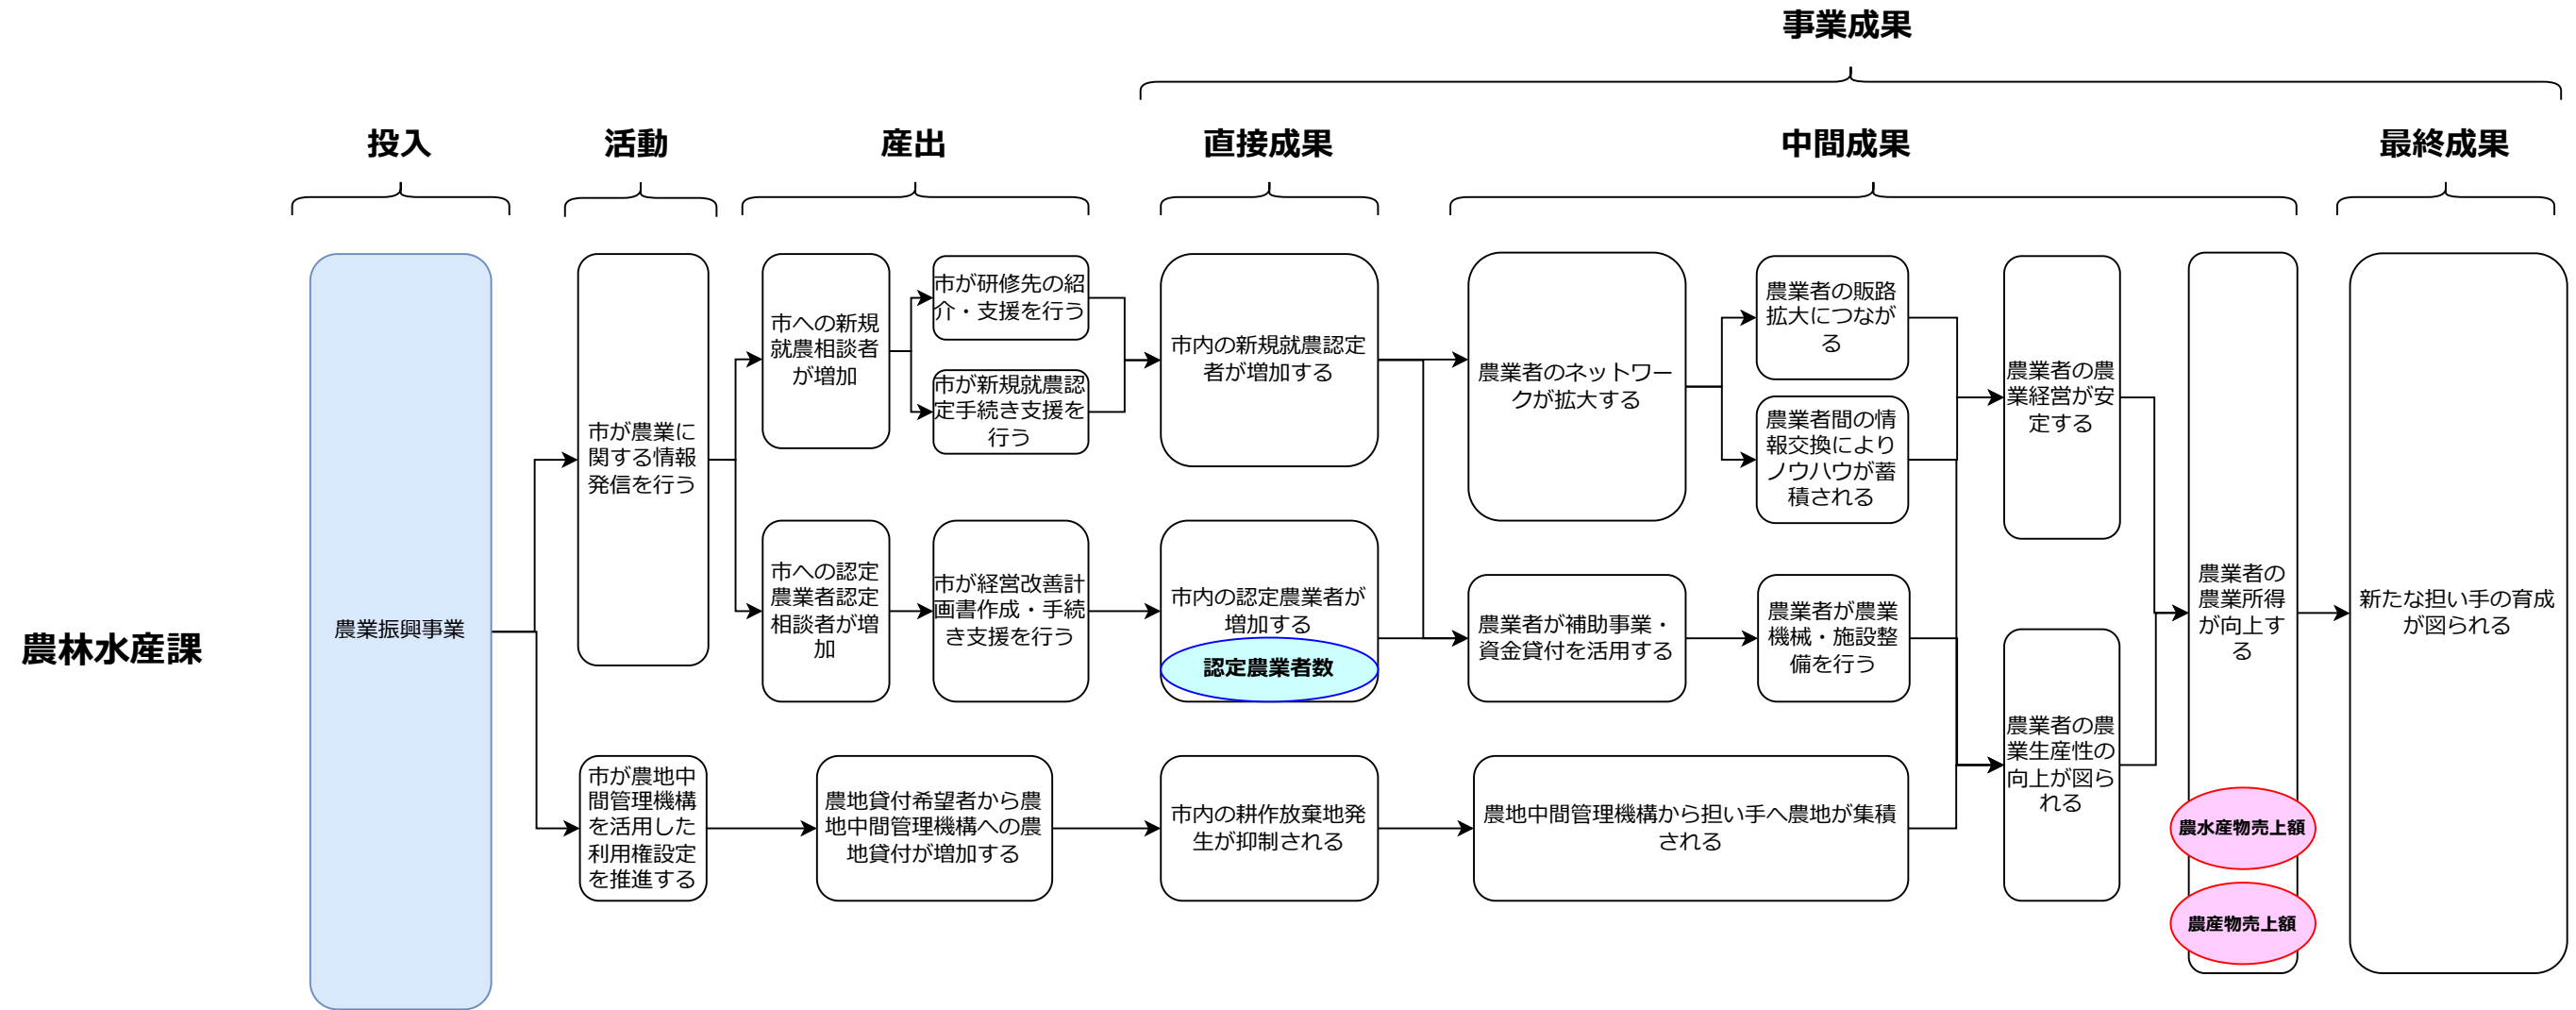 事業成果
投入
活動
産出
直接成果
中間成果
最終成果
農林水産課
農業振興事業
市が農業に
関する情報
発信を行う
市が農地中
間管理機構
を活用した
利用権設定
を推進する
市への新規
就農相談者
が増加
市が研修先の紹
介・支援を行う
市が新規就農認
定手続き支援を
行う
市への認定
農業者認定
相談者が増
加
市が経営改善計
画書作成・手続
き支援を行う
農地貸付希望者から農
地中間管理機構への農
地貸付が増加する
市内の新規就農認定
者が増加する
市内の認定農業者が
増加する
認定農業者数
市内の耕作放棄地発
生が抑制される
農業者のネットワー
クが拡大する
農業者の販路
拡大につなが
る
農業者間の情
報交換により
ノウハウが蓄
積される
農業者が補助事業・
資金貸付を活用する
農業者が農業
機械・施設整
備を行う
農地中間管理機構から担い手へ農地が集積
される
農業者の農
業経営が安
定する
農業者の農
業生産性の
向上が図ら
れる
農業者の
農業所得
が向上す
る
農水産物売上額
農産物売上額
新たな担い手の育成
が図られる